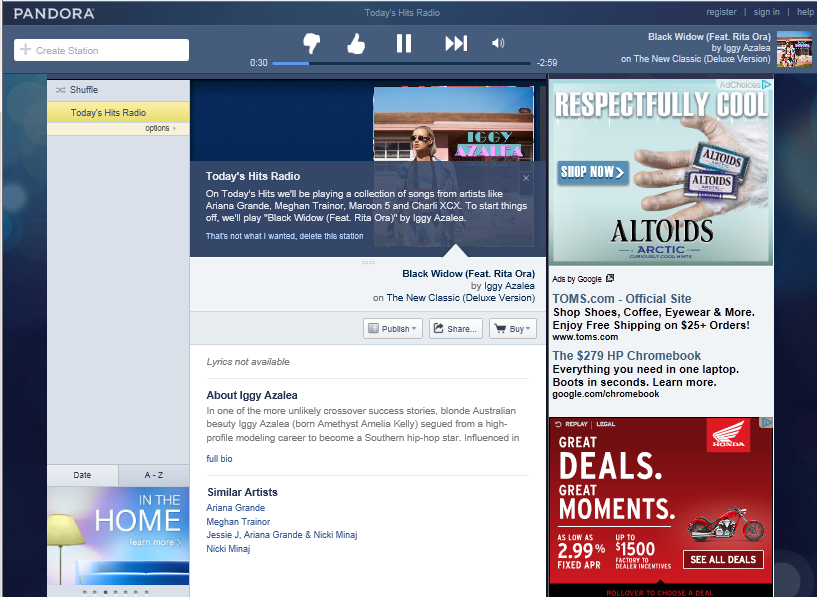 PANDORA
Today's Hits Radio
register | sign in | help
Create Station
0:30
-2:59
Black Widow (Feat. Rita Ora)
by Iggy Azalea
on The New Classic (Deluxe Version)
Shuffle
Today's Hits Radio
options
Date
A - Z
IN THE
HOME
learn more >
IGGY
AZALEA
Today's Hits Radio
On Today's Hits we'll be playing a collection of songs from artists like
Ariana Grande, Meghan Trainor, Maroon 5 and Charli XCX. To start things
off, we'll play "Black Widow (Feat. Rita Ora)" by Iggy Azalea.
That's not what I wanted, delete this station
Black Widow (Feat. Rita Ora)
by Iggy Azalea
on The New Classic (Deluxe Version)
Publish
Share...
Buy
Lyrics not available
About Iggy Azalea
In one of the more unlikely crossover success stories, blonde Australian
beauty Iggy Azalea (born Amethyst Amelia Kelly) segued from a high-
profile modeling career to become a Southern hip-hop star. Influenced in
full bio
Similar Artists
Ariana Grande
Meghan Trainor
Jessie J, Ariana Grande & Nicki Minaj
Nicki Minaj
AdChoices
RESPECTFULLY COOL
SHOP NOW >
ALTOIDS
ALTOIDS
ALTOIDS
ARCTIC
CURIOUSLY COOL MINTS
Ads by Google
TOMS.com - Official Site
Shop Shoes, Coffee, Eyewear & More.
Enjoy Free Shipping on $25+ Orders!
www.toms.com
The $279 HP Chromebook
Everything you need in one laptop.
Boots in seconds. Learn more.
google.com/chromebook
REPLAY | LEGAL
HONDA
GREAT
DEALS.
GREAT
MOMENTS.
AS LOW AS
2.99%
FIXED APR
UP TO
$1500
FACTORY TO
DEALER INCENTIVES
SEE ALL DEALS
ROLLOVER TO CHOOSE A DEAL